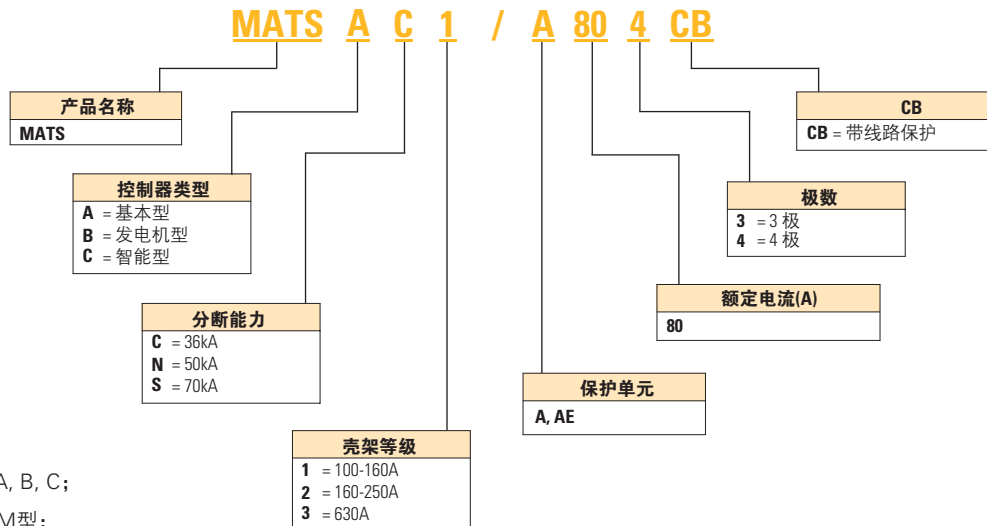 MATS A C 1 / A 80 4 CB
产品名称
MATS
控制器类型
A = 基本型
B = 发电机型
C = 智能型
分断能力
C = 36kA
N = 50kA
S = 70kA
壳架等级
1 = 100-160A
2 = 160-250A
3 = 630A
保护单元
A, AE
额定电流(A)
80
极数
3 = 3 极
4 = 4 极
CB
CB = 带线路保护
A, B, C；
M型；